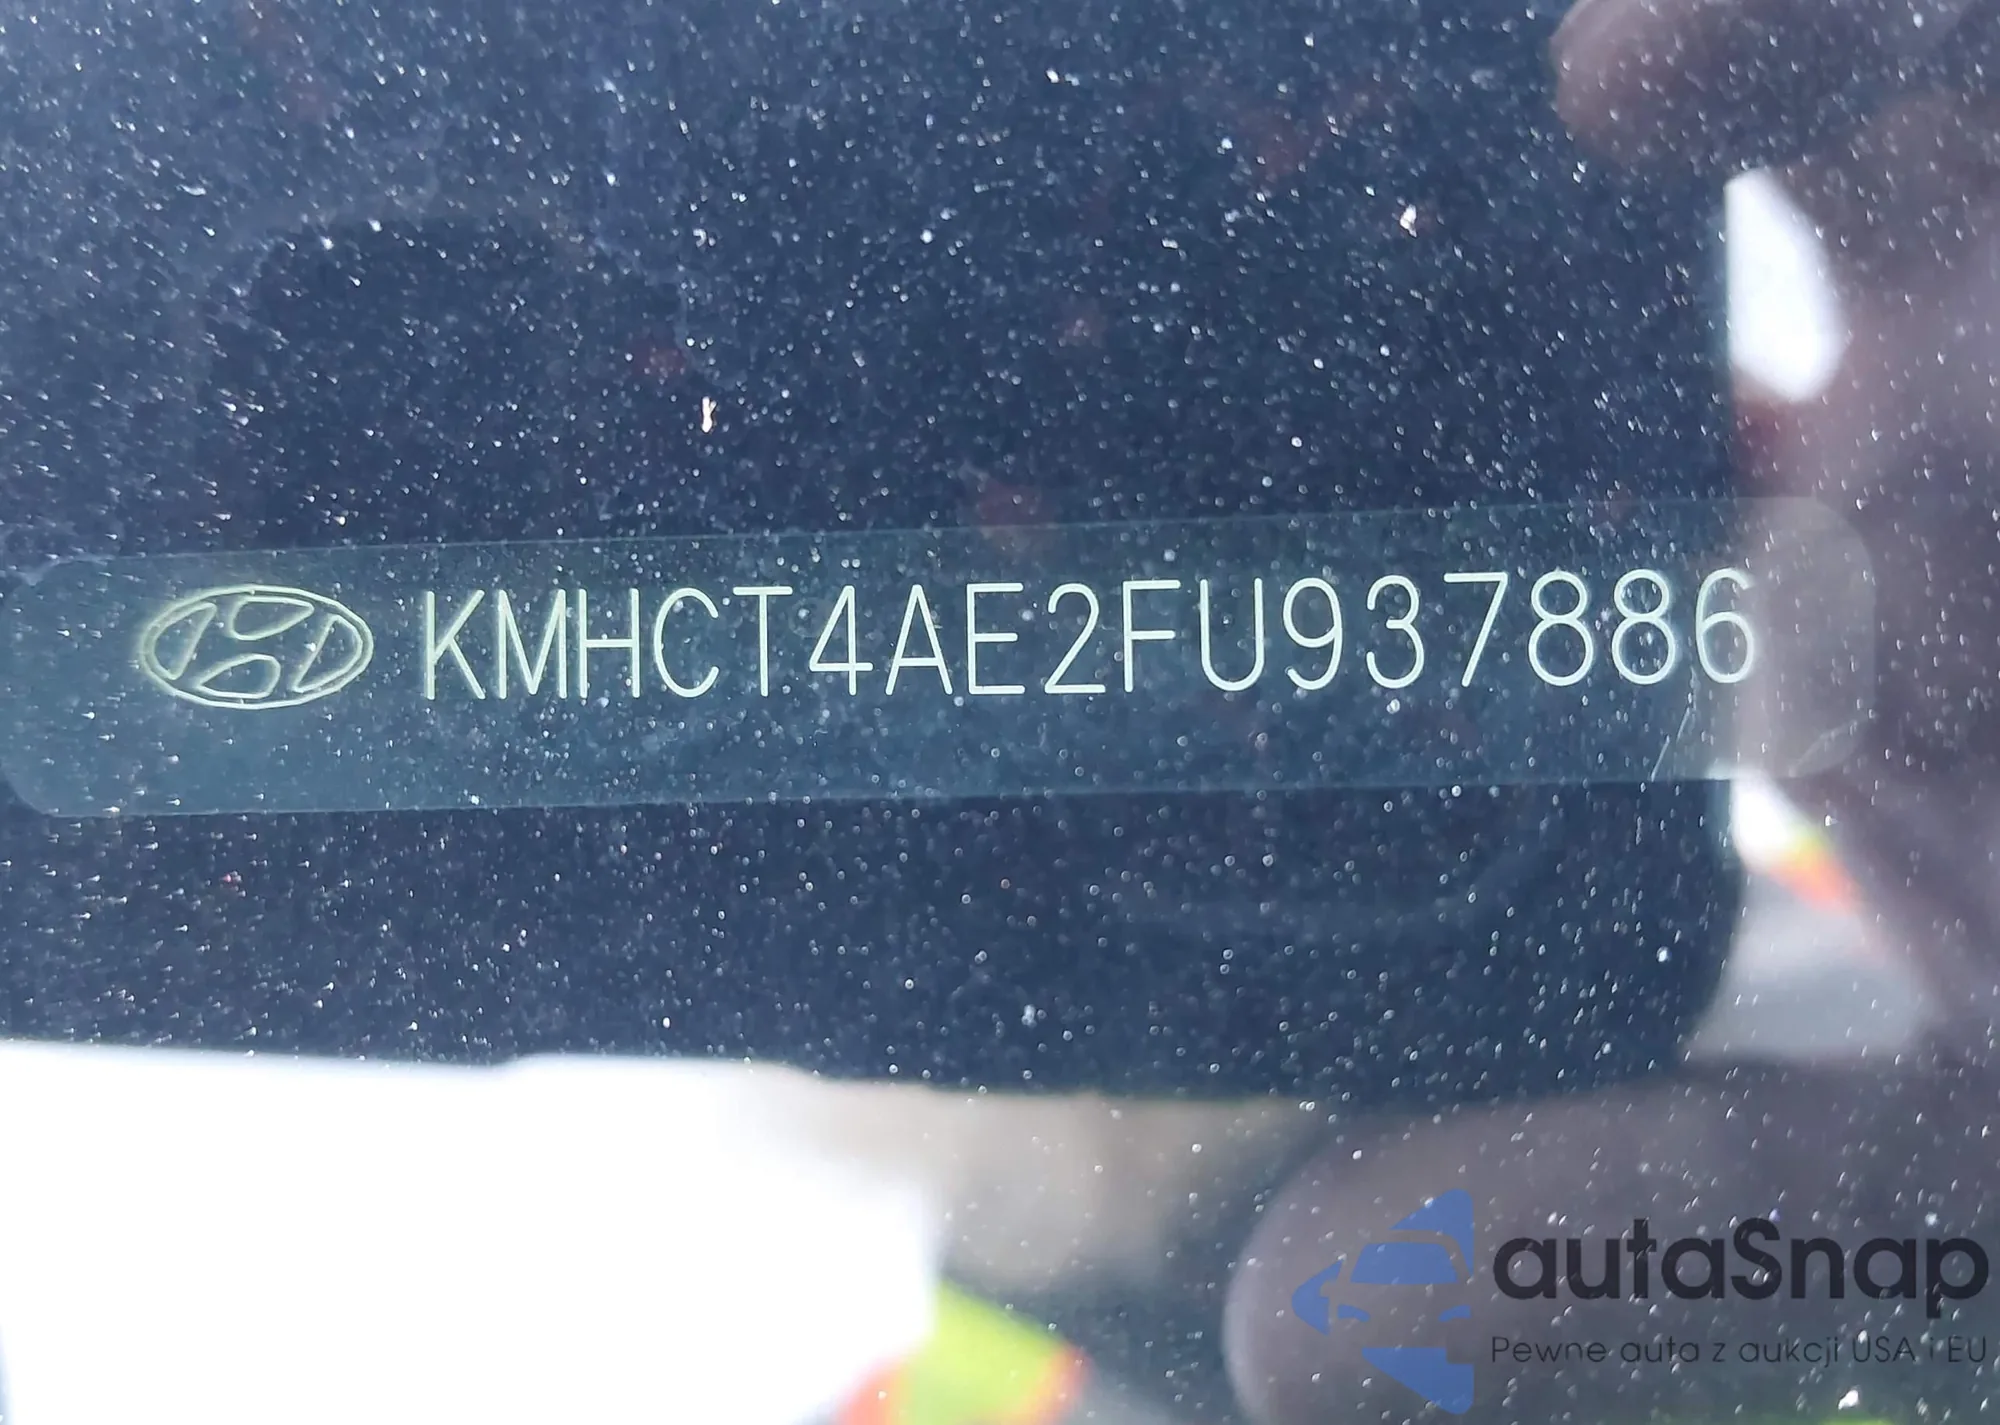 KMHCT4AE2FU937886
autaSnap
Pewne auta z aukcji USA i EU